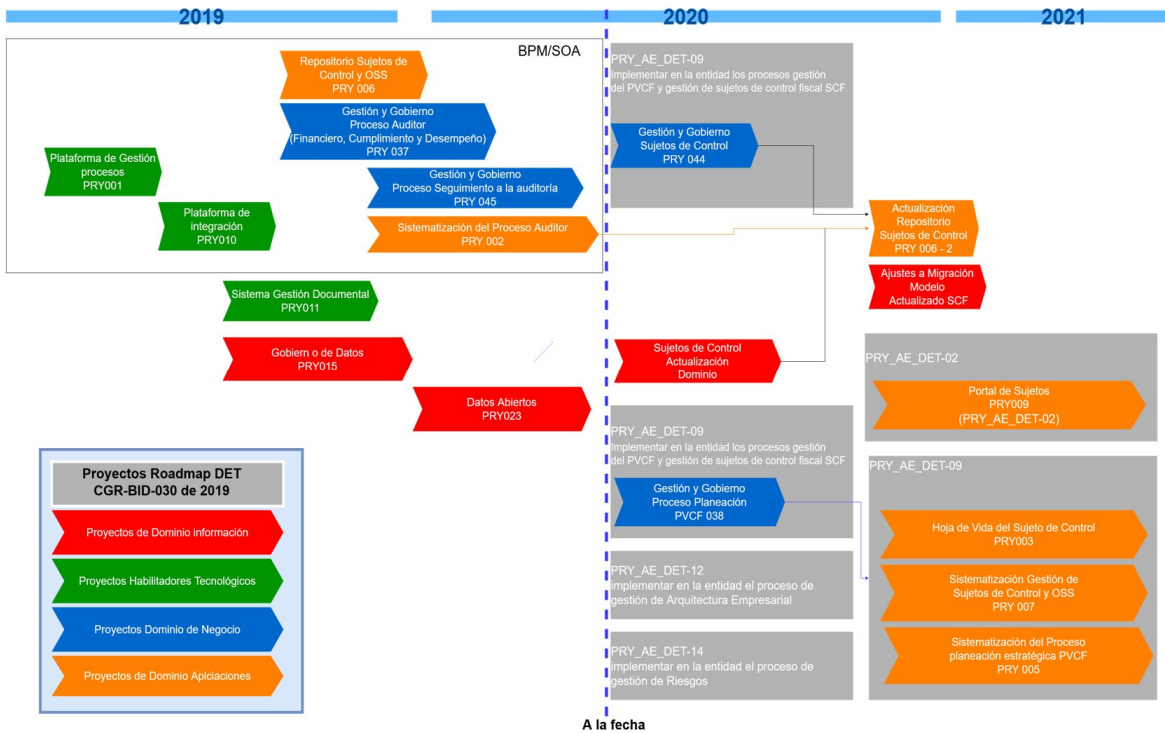 2019
2020
2021
BPM/SOA
Repositorio Sujetos de
Control y OSS
PRY 006
Gestión y Gobierno
Proceso Auditor
(Financiero, Cumplimiento y Desempeño)
PRY 037
Plataforma de Gestión
procesos
PRY001
Gestión y Gobierno
Proceso Seguimiento a la auditoría
PRY 045
Plataforma de
integración
PRY010
Sistematización del Proceso Auditor
PRY 002
Sistema Gestión Documental
PRY011
Gobiern o de Datos
PRY015
Datos Abiertos
PRY023
PRY_AE_DET-09
Implementar en la entidad los procesos gestión
del PVCF y gestión de sujetos de control fiscal SCF
Gestión y Gobierno
Sujetos de Control
PRY 044
Actualización
Repositorio
Sujetos de Control
PRY 006 - 2
Ajustes a Migración
Modelo
Actualizado SCF
Sujetos de Control
Actualización
Dominio
PRY_AE_DET-02
Portal de Sujetos
PRY009
(PRY_AE_DET-02)
PRY_AE_DET-09
Implementar en la entidad los procesos gestión
del PVCF y gestión de sujetos de control fiscal SCF
Gestión y Gobierno
Proceso Planeación
PVCF 038
PRY_AE_DET-09
Hoja de Vida del Sujeto de Control
PRY003
Sistematización Gestión de
Sujetos de Control y OSS
PRY 007
Sistematización del Proceso
planeación estratégica PVCF
PRY 005
PRY_AE_DET-12
implementar en la entidad el proceso de
gestión de Arquitectura Empresarial
PRY_AE_DET-14
implementar en la entidad el proceso de
gestión de Riesgos
Proyectos Roadmap DET
CGR-BID-030 de 2019
Proyectos de Dominio información
Proyectos Habilitadores Tecnológicos
Proyectos Dominio de Negocio
Proyectos de Dominio Aplciaciones
A la fecha